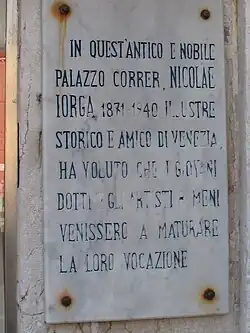 IN QUEST'ANTICO E NOBILE
PALAZZO CORRER, NICOLAE
IORGA, 1871-1940 ILLUSTRE
STORICO E AMICO DI VENEZIA,
HA VOLUTO CHE I GIOVANI
DOTTI GLI ARTISTI MENI
VENISSERO A MATURARE
LA LORO VOCAZIONE